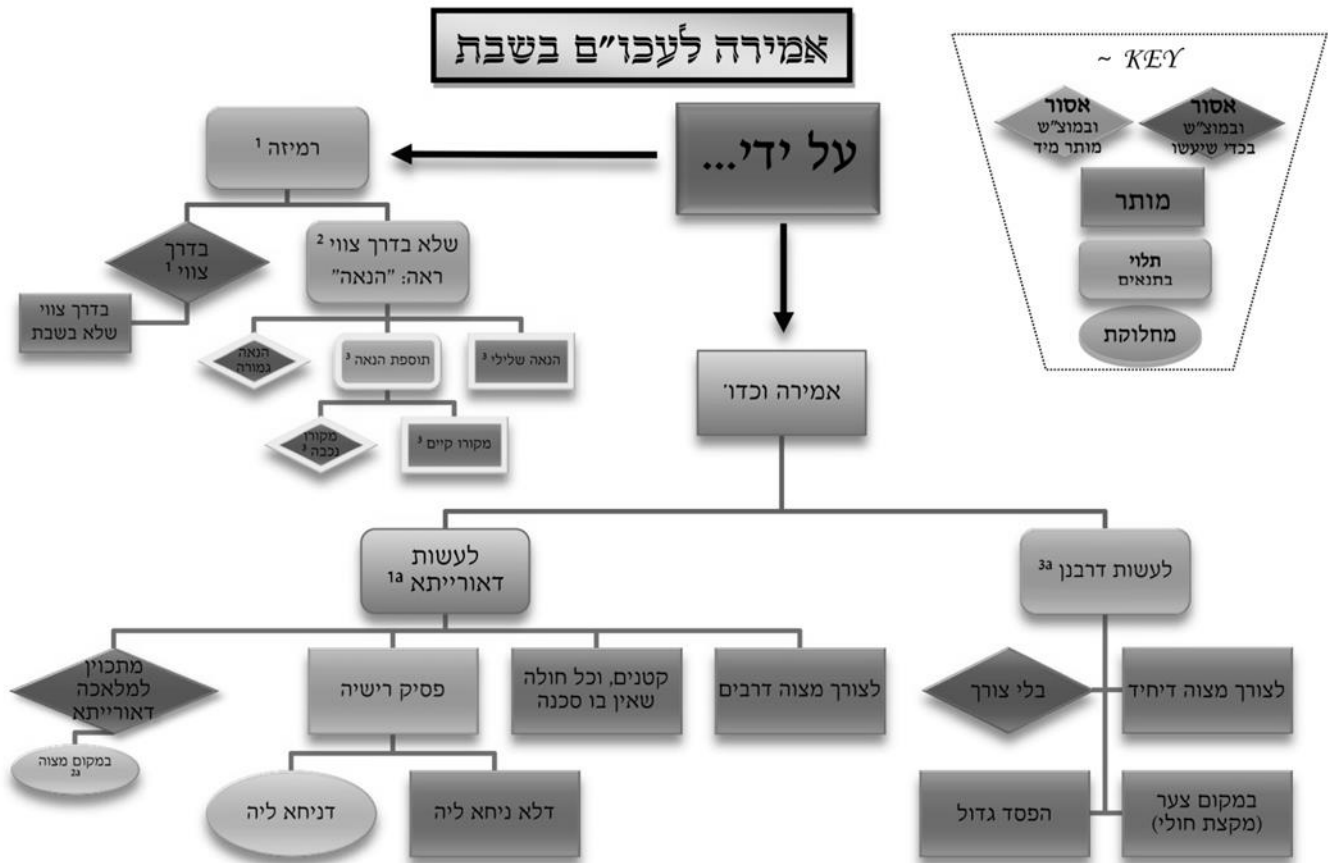 אמירה לעכו"ם בשבת
~ KEY
אסור
ובמוצ"ש
מותר מיד
אסור
ובמוצ"ש
בכדי שיעשו
מותר
תלוי
בתנאים
מחלוקת
על ידי...
רמיזה 1
בדרך
צווי 1
בדרך צווי
שלא בשבת
שלא בדרך צווי 2
ראה: "הנאה"
הנאה שלילי 3
תוספת הנאה 3
הנאה
גמורה
מקורו קיים 3
מקורו
נכבה 3
אמירה וכדו'
לעשות דרבנן 3a
לצורך מצוה דיחיד
בלי צורך
במקום צער
(מקצת חולי)
הפסד גדול
לעשות
דאורייתא 1a
לצורך מצוה דרבים
קטנים, וכל חולה
שאין בו סכנה
פסיק רישיה
דלא ניחא ליה
דניחא ליה
מתכוין
למלאכה
דאורייתא
במקום מצוה
2a